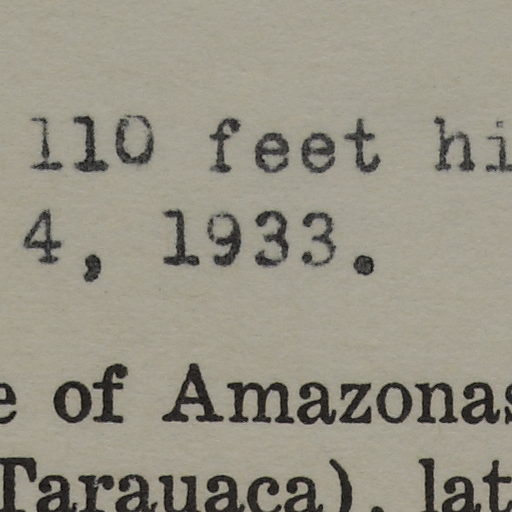 110 feet hi
4, 1933.
e of Amazonas
Tarauaca), lat